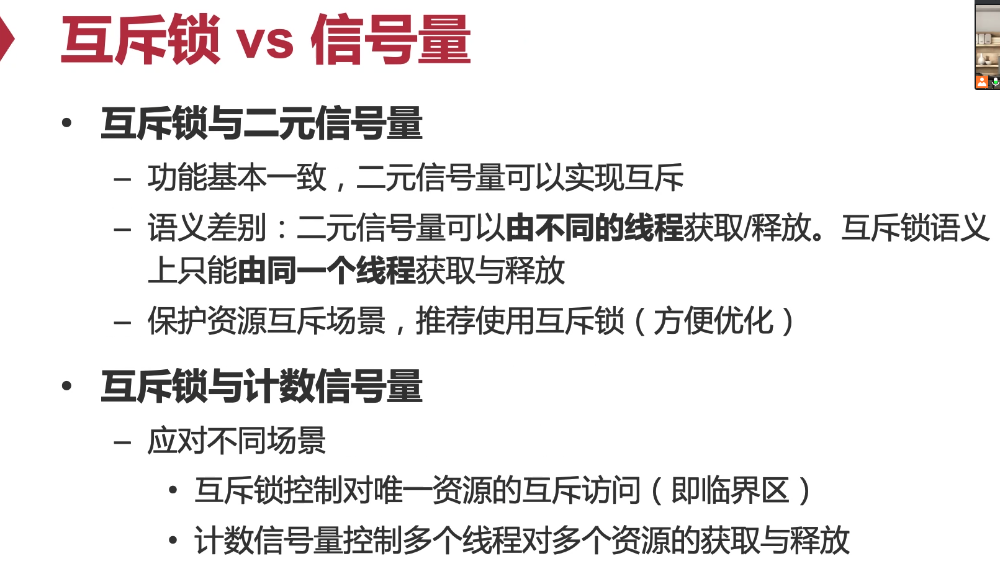 互斥锁 vs 信号量
• 互斥锁与二元信号量
– 功能基本一致，二元信号量可以实现互斥
– 语义差别：二元信号量可以由不同的线程获取/释放。互斥锁语义
上只能由同一个线程获取与释放
– 保护资源互斥场景，推荐使用互斥锁（方便优化）
• 互斥锁与计数信号量
– 应对不同场景
• 互斥锁控制对唯一资源的互斥访问（即临界区）
• 计数信号量控制多个线程对多个资源的获取与释放